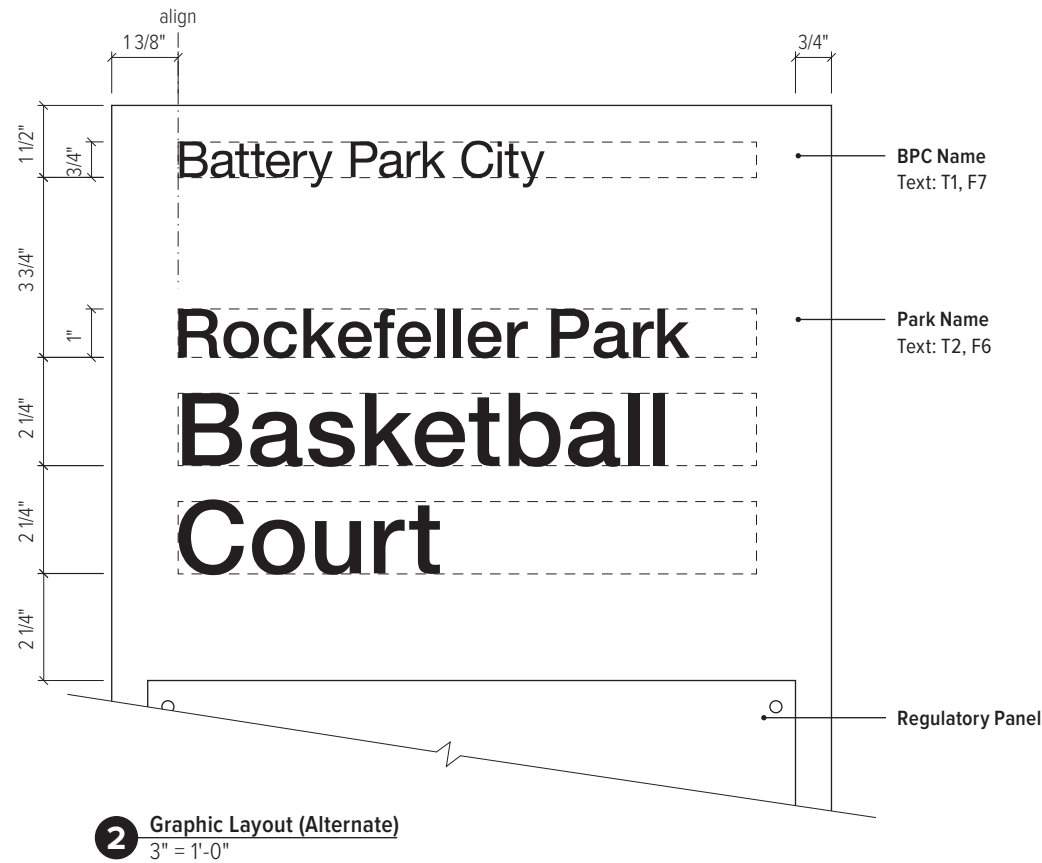 align
1 3/8"
3/4"
1 1/2"
3/4"
Battery Park City
BPC Name
Text: T1, F7
3 3/4"
1"
Rockefeller Park
Park Name
Text: T2, F6
2 1/4"
Basketball
2 1/4"
Court
2 1/4"
Regulatory Panel
2 Graphic Layout (Alternate)
3" = 1'-0"